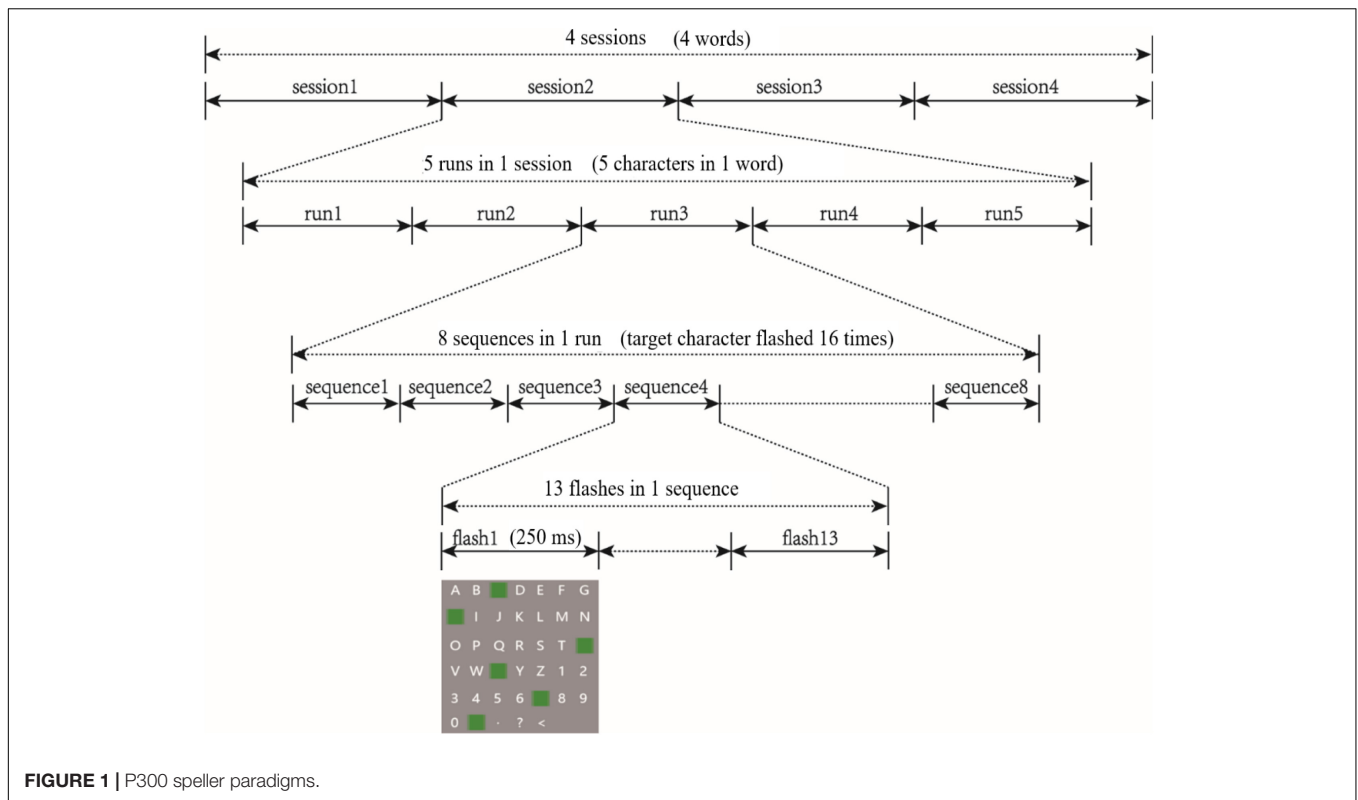 4 sessions (4 words)
session1 session2 session3 session4
5 runs in 1 session (5 characters in 1 word)
run1 run2 run3 run4 run5
8 sequences in 1 run (target character flashed 16 times)
sequence1 sequence2 sequence3 sequence4 sequence8
13 flashes in 1 sequence
flash1 (250 ms) flash13
A B D E F G
I J K L M N
O P Q R S T
V W Y Z 1 2
3 4 5 6 8 9
0 · ? <
FIGURE 1 | P300 speller paradigms.